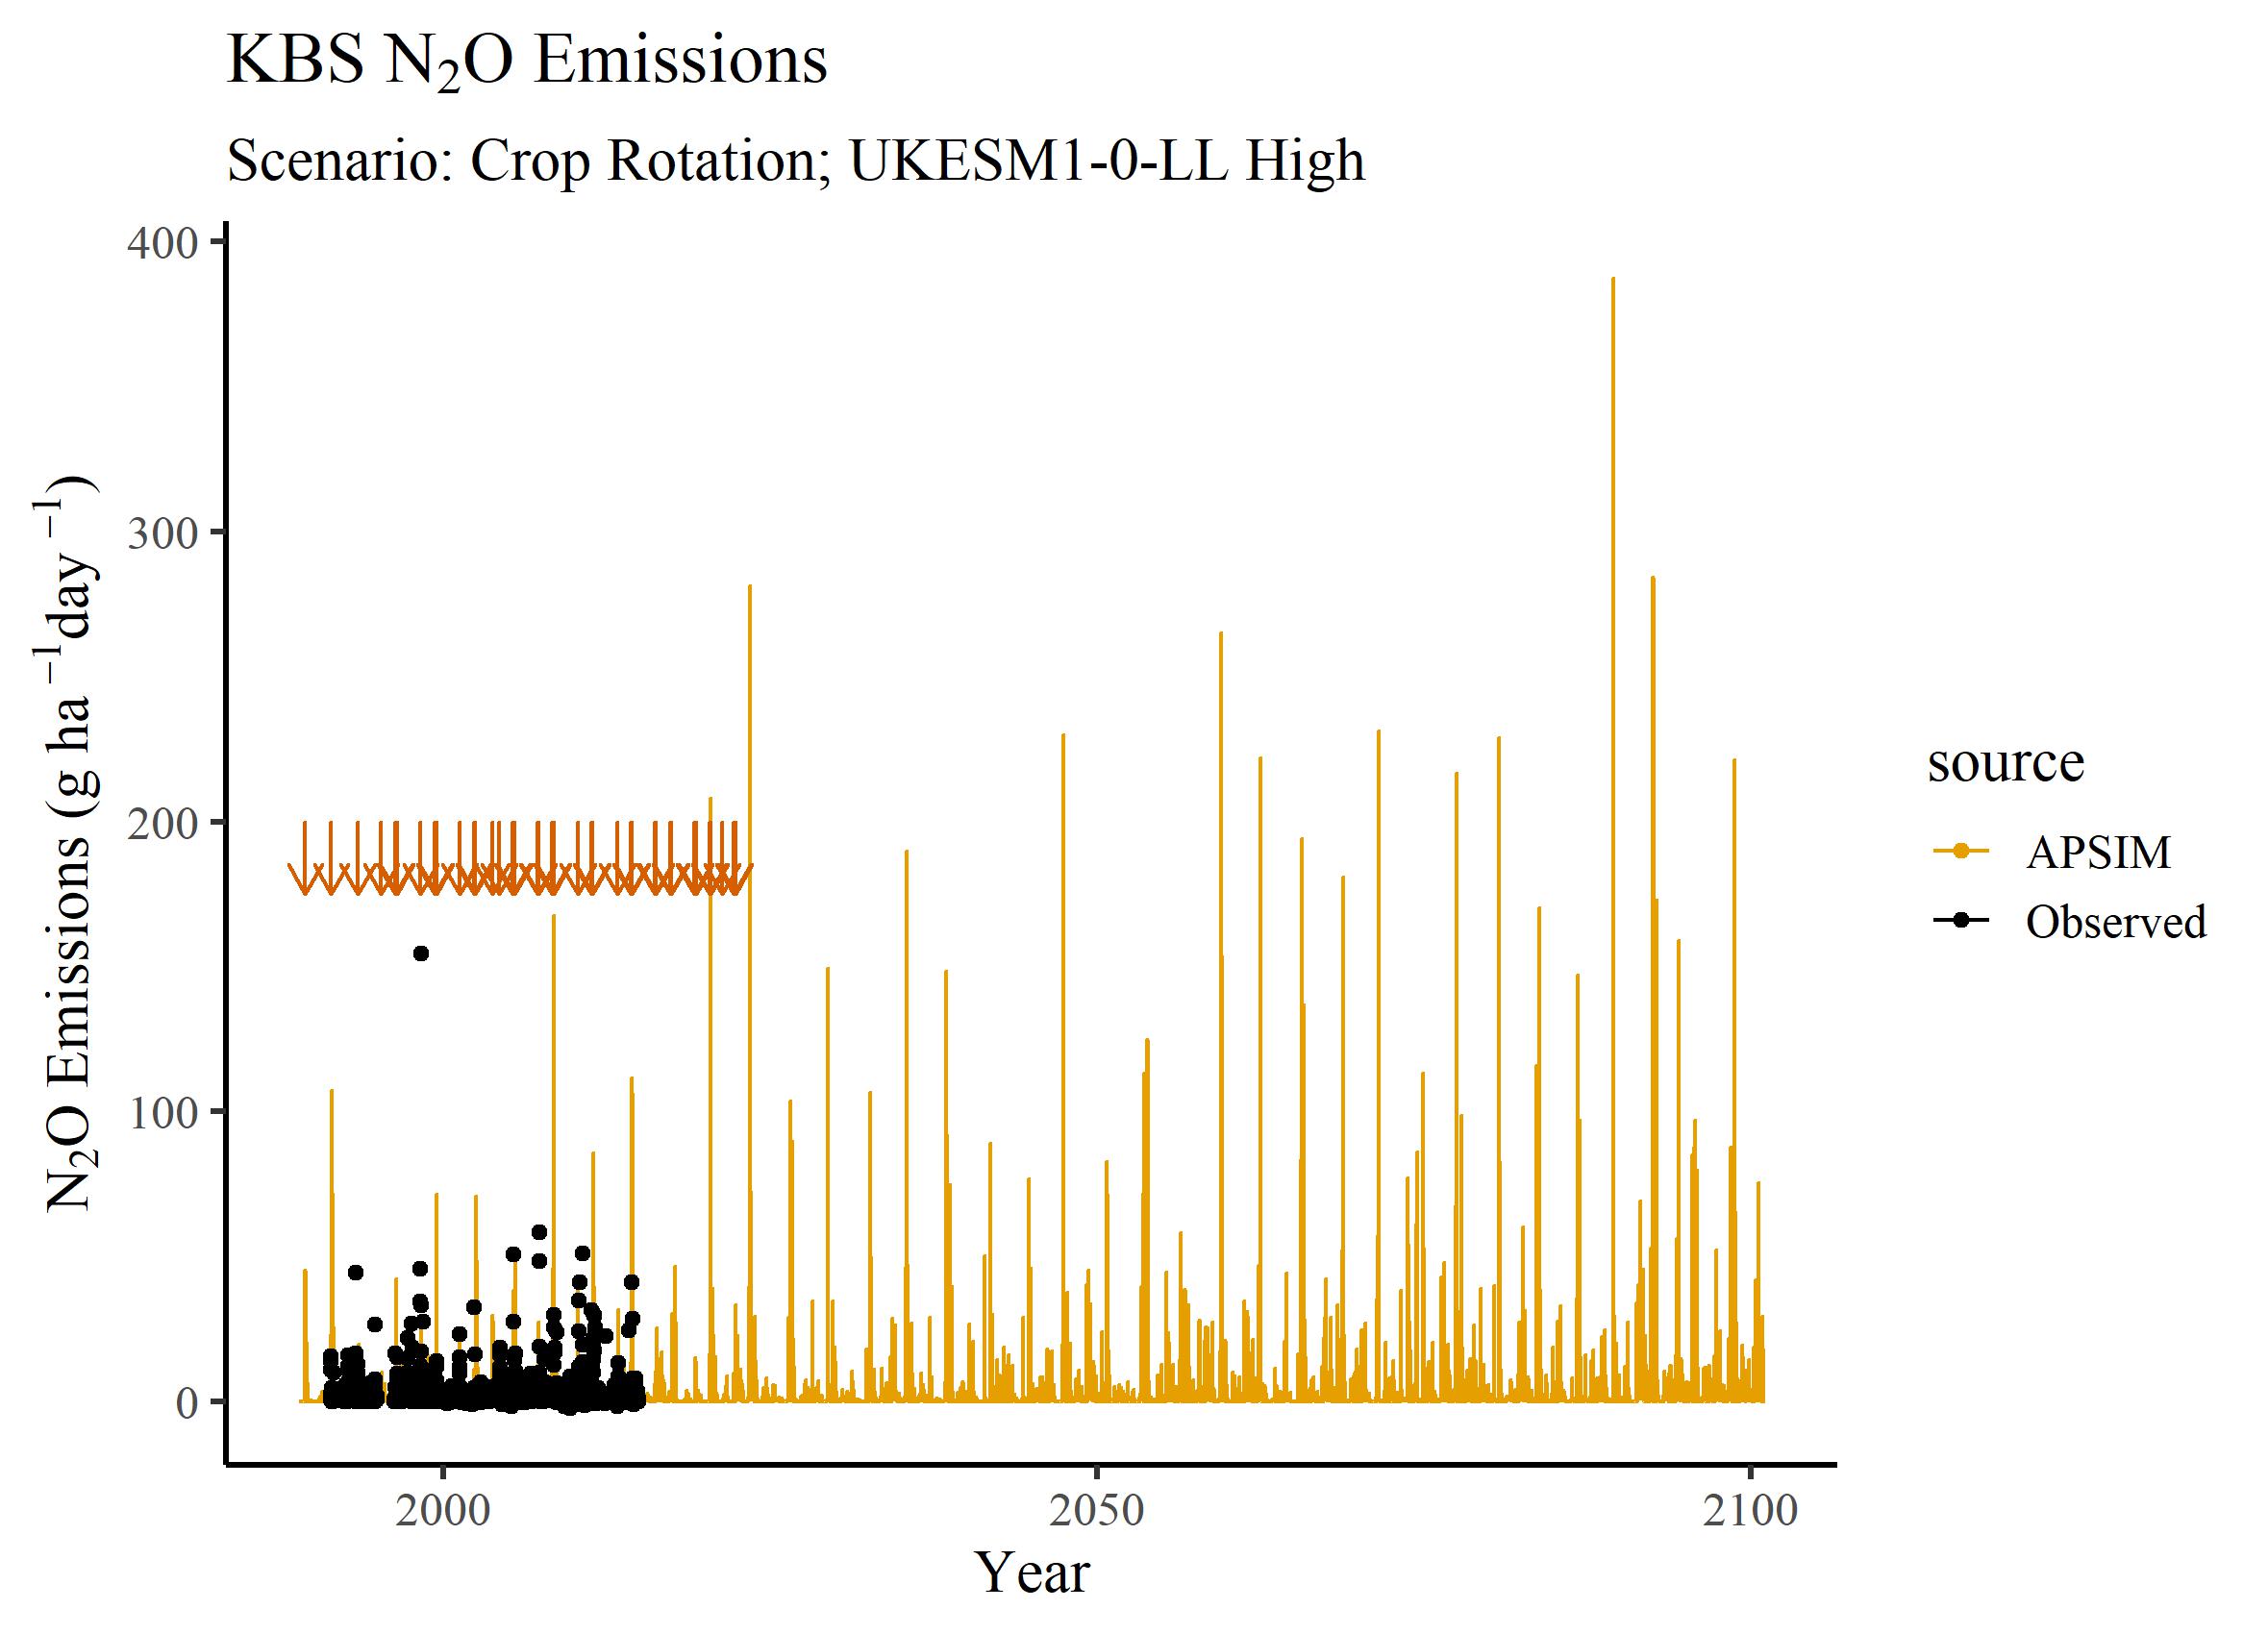 KBS N₂O Emissions
Scenario: Crop Rotation; UKESM1-0-LL High
N₂O Emissions (g ha⁻¹day⁻¹)
400
300
200
100
0
2000
2050
2100
Year
source
APSIM
Observed